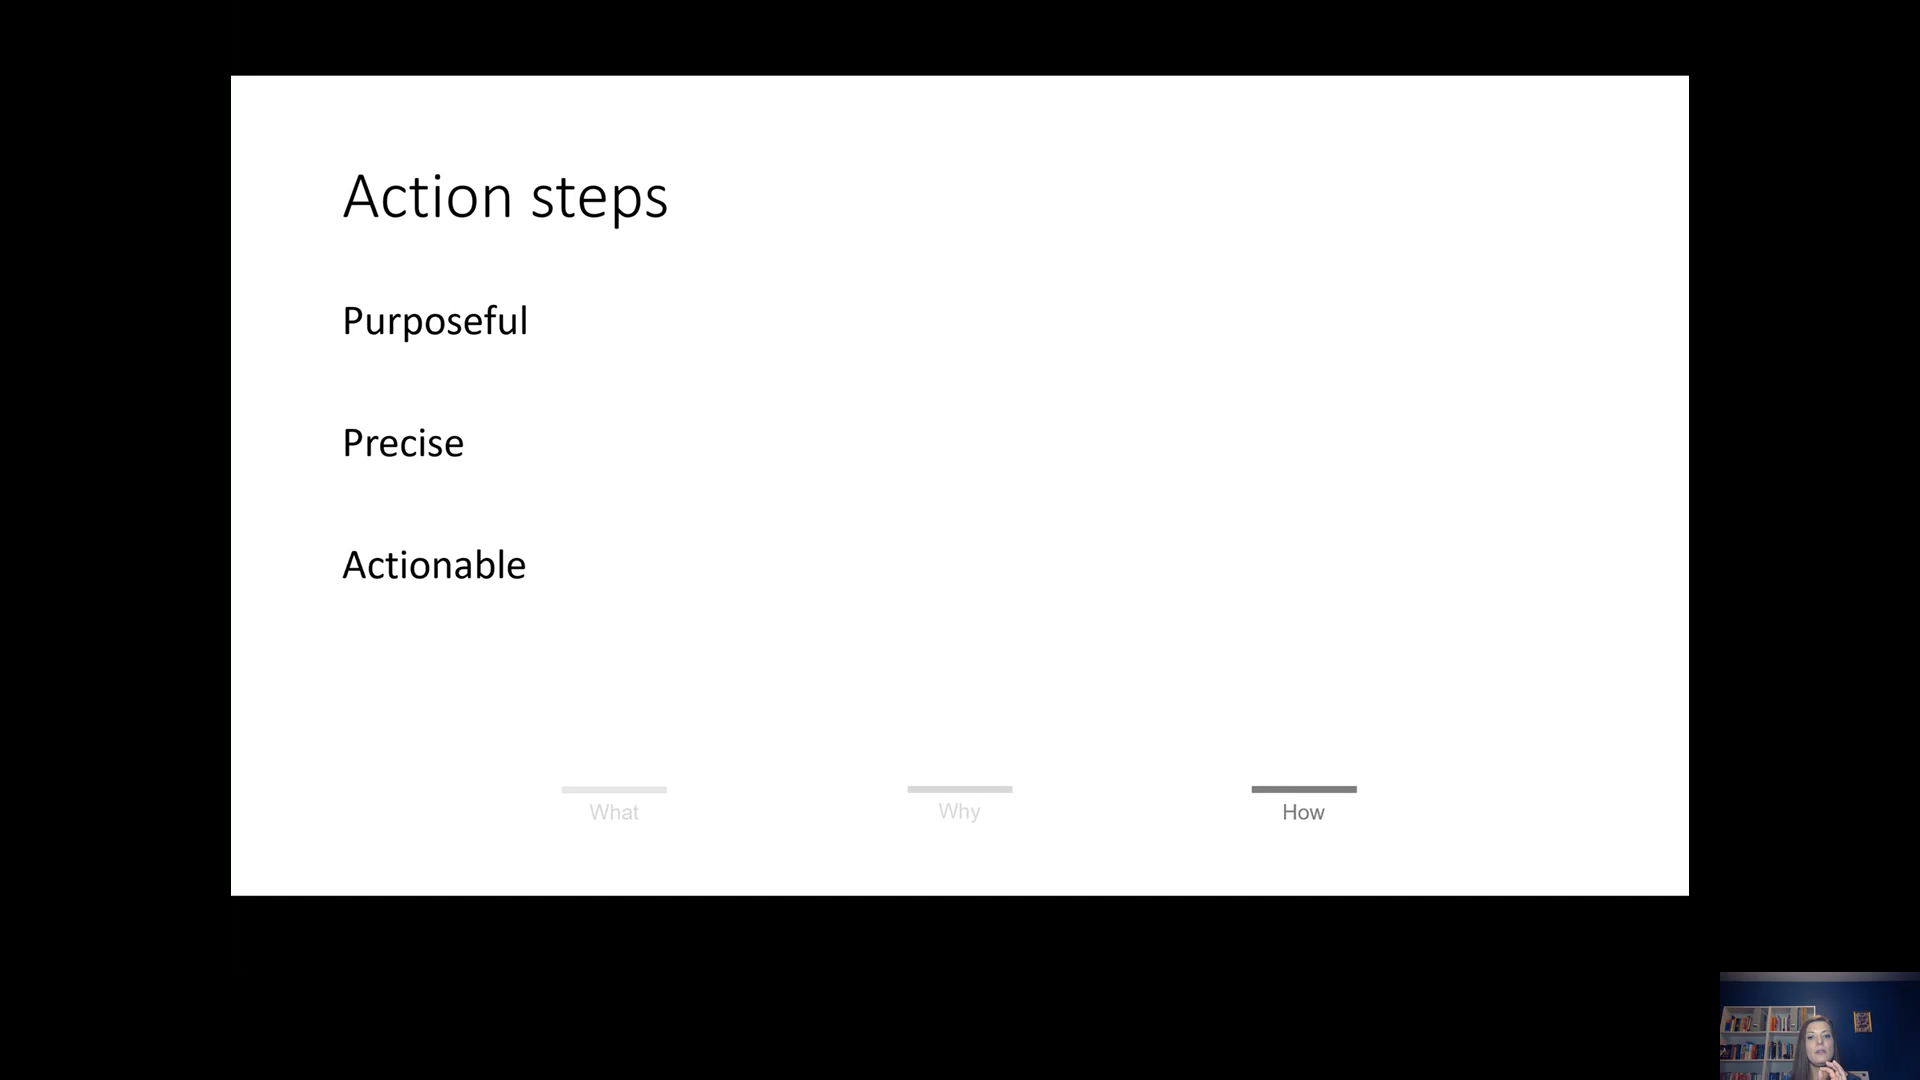 Action steps
Purposeful
Precise
Actionable
What
Why
How